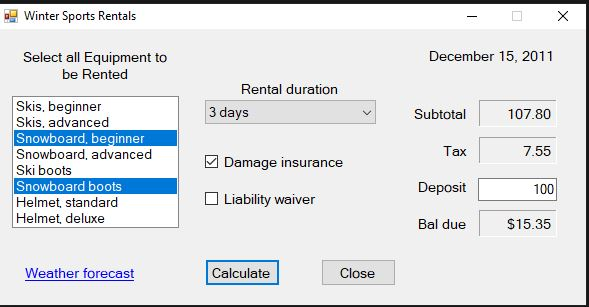 Winter Sports Rentals
Select all Equipment to
be Rented
December 15, 2011
Skis, beginner
Skis, advanced
Snowboard, beginner
Snowboard, advanced
Ski boots
Snowboard boots
Helmet, standard
Helmet, deluxe
Rental duration
3 days
Damage insurance
Liability waiver
Subtotal 107.80
Tax 7.55
Deposit 100
Bal due $15.35
Weather forecast
Calculate
Close